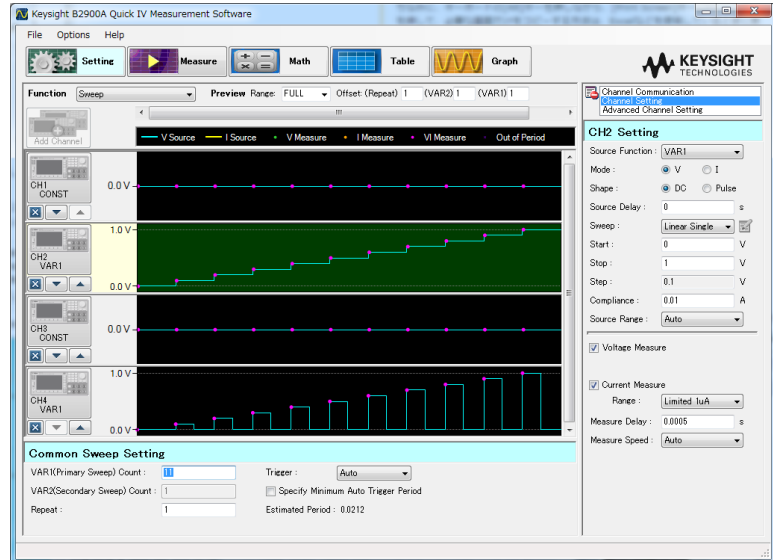 Keysight B2900A Quick IV Measurement Software
File Options Help
Setting Measure Math Table Graph
KEYSIGHT
TECHNOLOGIES
Function Sweep Preview Range: FULL Offset: (Repeat) 1 (VAR2) 1 (VAR1) 1
Add Channel
V Source I Source V Measure I Measure VI Measure Out of Period
CH1
CONST
0.0 V
1.0 V
CH2
VAR1
0.0 V
CH3
CONST
0.0 V
1.0 V
CH4
VAR1
0.0 V
Common Sweep Setting
VAR1(Primary Sweep) Count : 11
Trigger : Auto
VAR2(Secondary Sweep) Count : 1
Specify Minimum Auto Trigger Period
Repeat : 1
Estimated Period : 0.0212
Channel Communication
Channel Setting
Advanced Channel Setting
CH2 Setting
Source Function : VAR1
Mode : V I
Shape : DC Pulse
Source Delay : 0 s
Sweep : Linear Single
Start : 0 V
Stop : 1 V
Step : 0.1 V
Compliance : 0.01 A
Source Range : Auto
Voltage Measure
Current Measure
Range : Limited 1uA
Measure Delay : 0.0005 s
Measure Speed : Auto